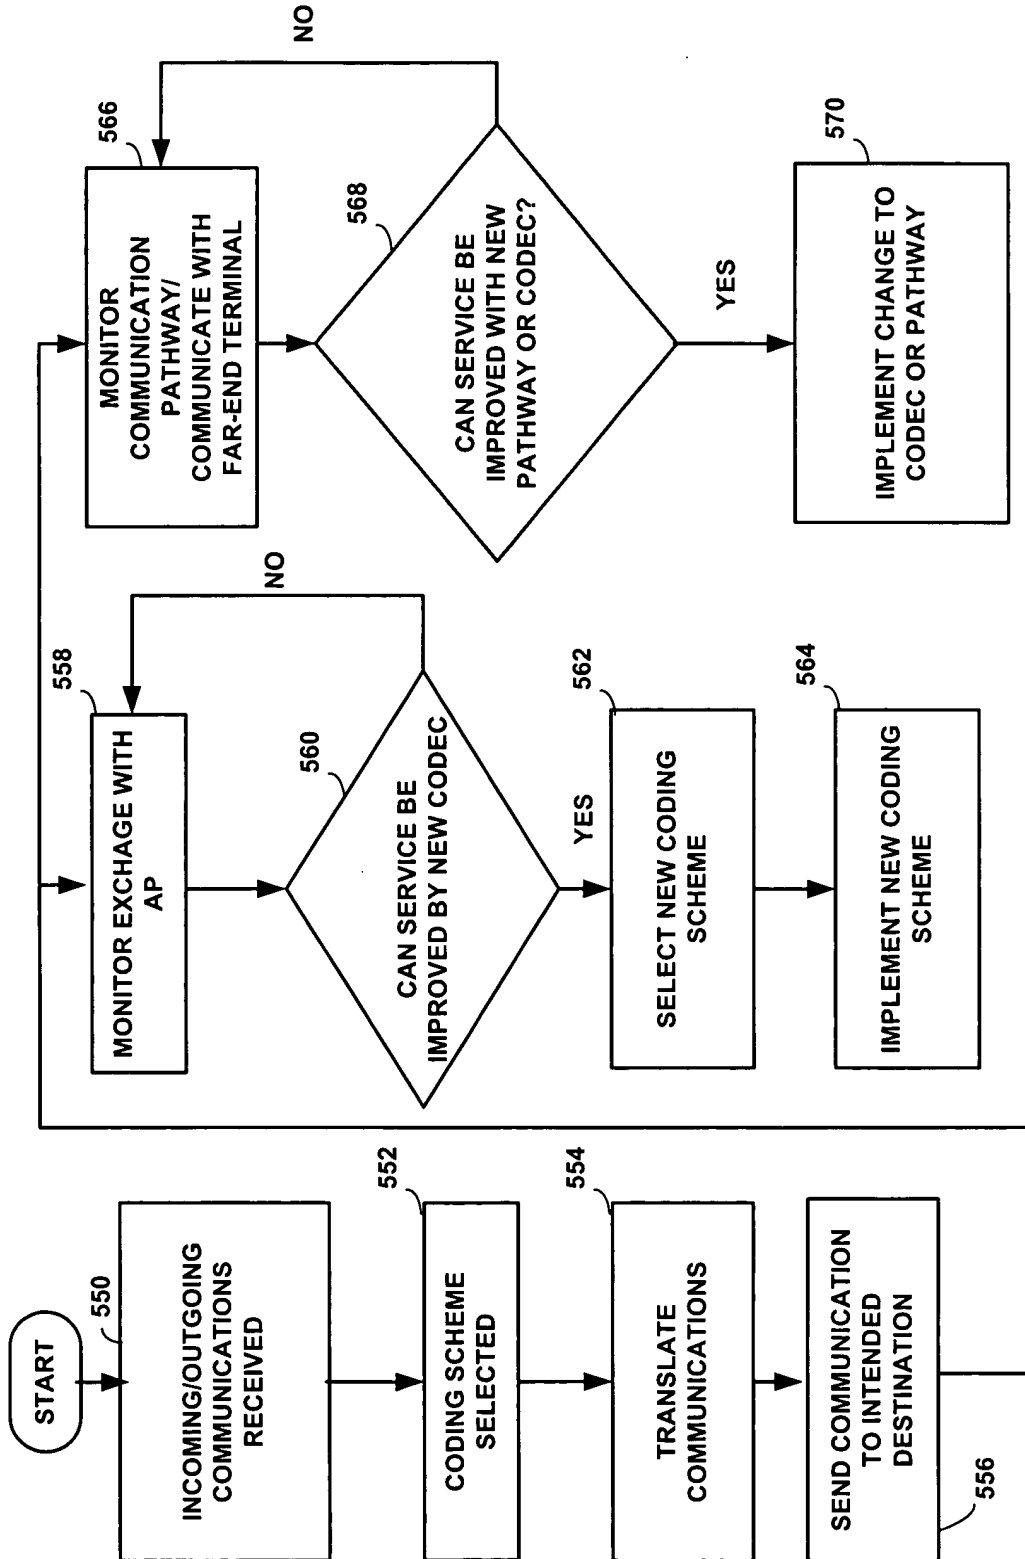 START
550
INCOMING/OUTGOING
COMMUNICATIONS
RECEIVED
552
CODING SCHEME
SELECTED
554
TRANSLATE
COMMUNICATIONS
SEND COMMUNICATION
TO INTENDED
DESTINATION
556
558
MONITOR EXCHAGE WITH
AP
NO
560
CAN SERVICE BE
IMPROVED BY NEW CODEC
YES
562
SELECT NEW CODING
SCHEME
564
IMPLEMENT NEW CODING
SCHEME
566
MONITOR
COMMUNICATION
PATHWAY/
COMMUNICATE WITH
FAR-END TERMINAL
NO
568
CAN SERVICE BE
IMPROVED WITH NEW
PATHWAY OR CODEC?
YES
570
IMPLEMENT CHANGE TO
CODEC OR PATHWAY